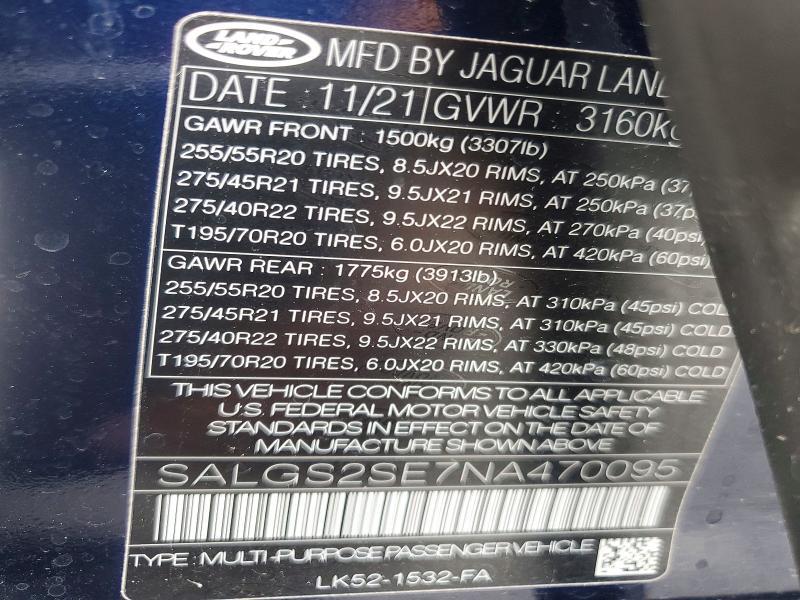 LAND
ROVER
MFD BY JAGUAR LAND
DATE : 11/21 GVWR : 3160kg
GAWR FRONT : 1500kg (3307lb)
255/55R20 TIRES, 8.5JX20 RIMS, AT 250kPa (37
275/45R21 TIRES, 9.5JX21 RIMS, AT 250kPa (37p
275/40R22 TIRES, 9.5JX22 RIMS, AT 270kPa (40psi)
T195/70R20 TIRES, 6.0JX20 RIMS, AT 420kPa (60psi)
GAWR REAR : 1775kg (3913lb)
255/55R20 TIRES, 8.5JX20 RIMS, AT 310kPa (45psi) COLD
275/45R21 TIRES, 9.5JX21 RIMS, AT 310kPa (45psi) COLD
275/40R22 TIRES, 9.5JX22 RIMS, AT 330kPa (48psi) COLD
T195/70R20 TIRES, 6.0JX20 RIMS, AT 420kPa (60psi) COLD
THIS VEHICLE CONFORMS TO ALL APPLICABLE
U.S. FEDERAL MOTOR VEHICLE SAFETY
STANDARDS IN EFFECT ON THE DATE OF
MANUFACTURE SHOWN ABOVE
SALGS2SE7NA470095
TYPE : MULTI-PURPOSE PASSENGER VEHICLE
LK52-1532-FA